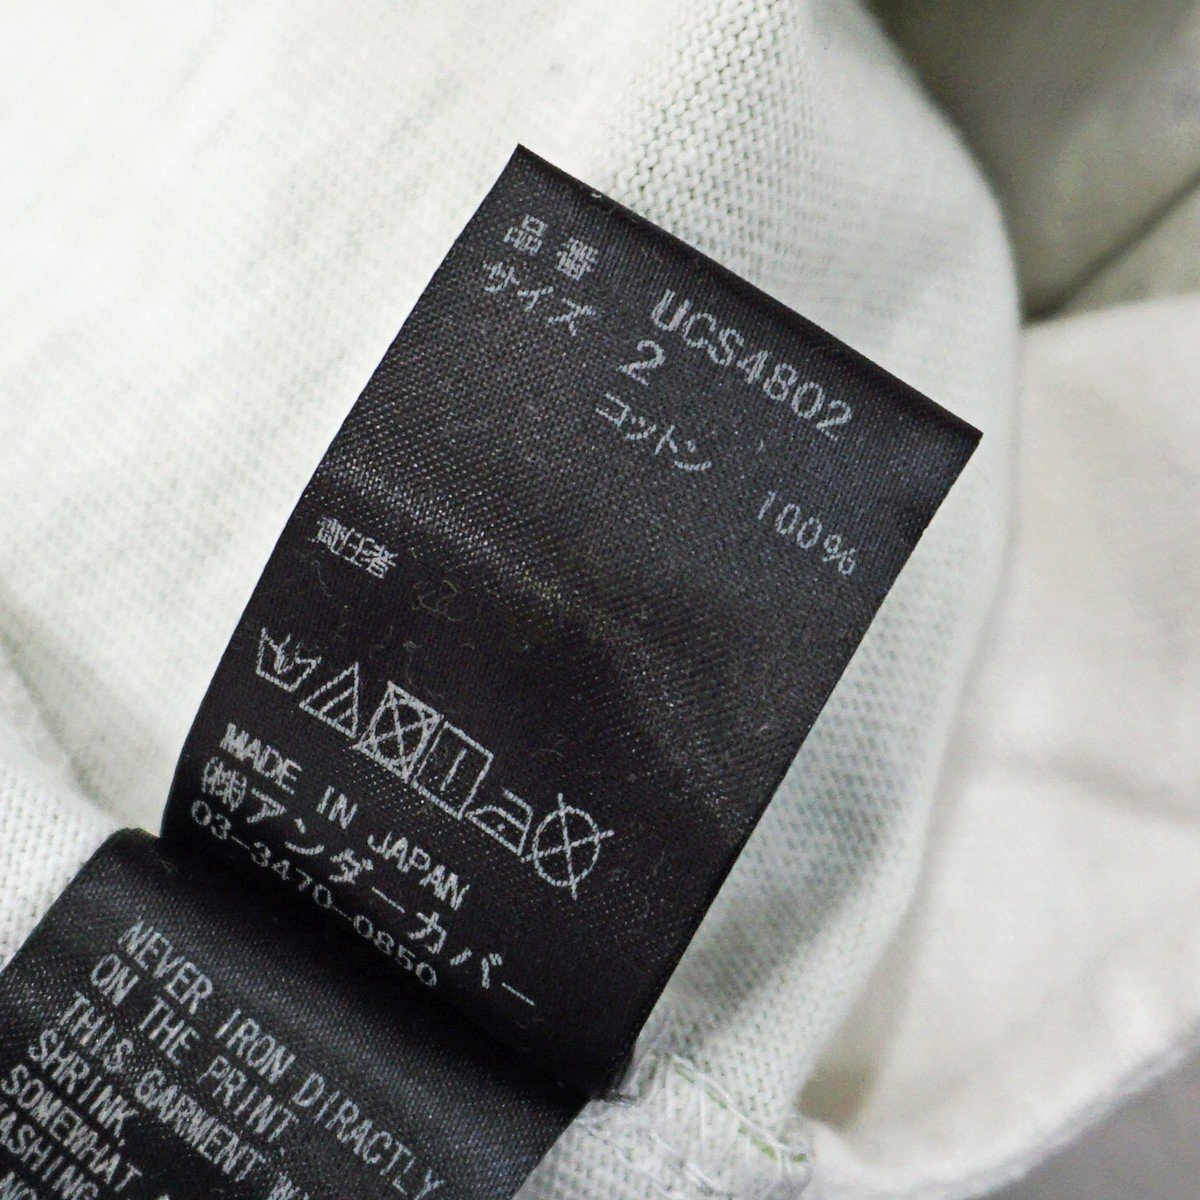 品番 UCS4802
サイズ 2
コットン 100%
MADE IN JAPAN
㈱アンダーカバー
03-3470-0850
NEVER IRON DIRACTLY
ON THE PRINT.
THIS GARMENT
SHRINK
SOMEWHAT